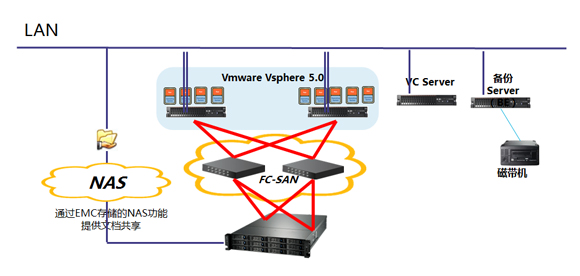 LAN
Vmware Vsphere 5.0
VC Server
备份
Server
BE
磁带机
NAS
FC-SAN
通过EMC存储的NAS功能
提供文档共享